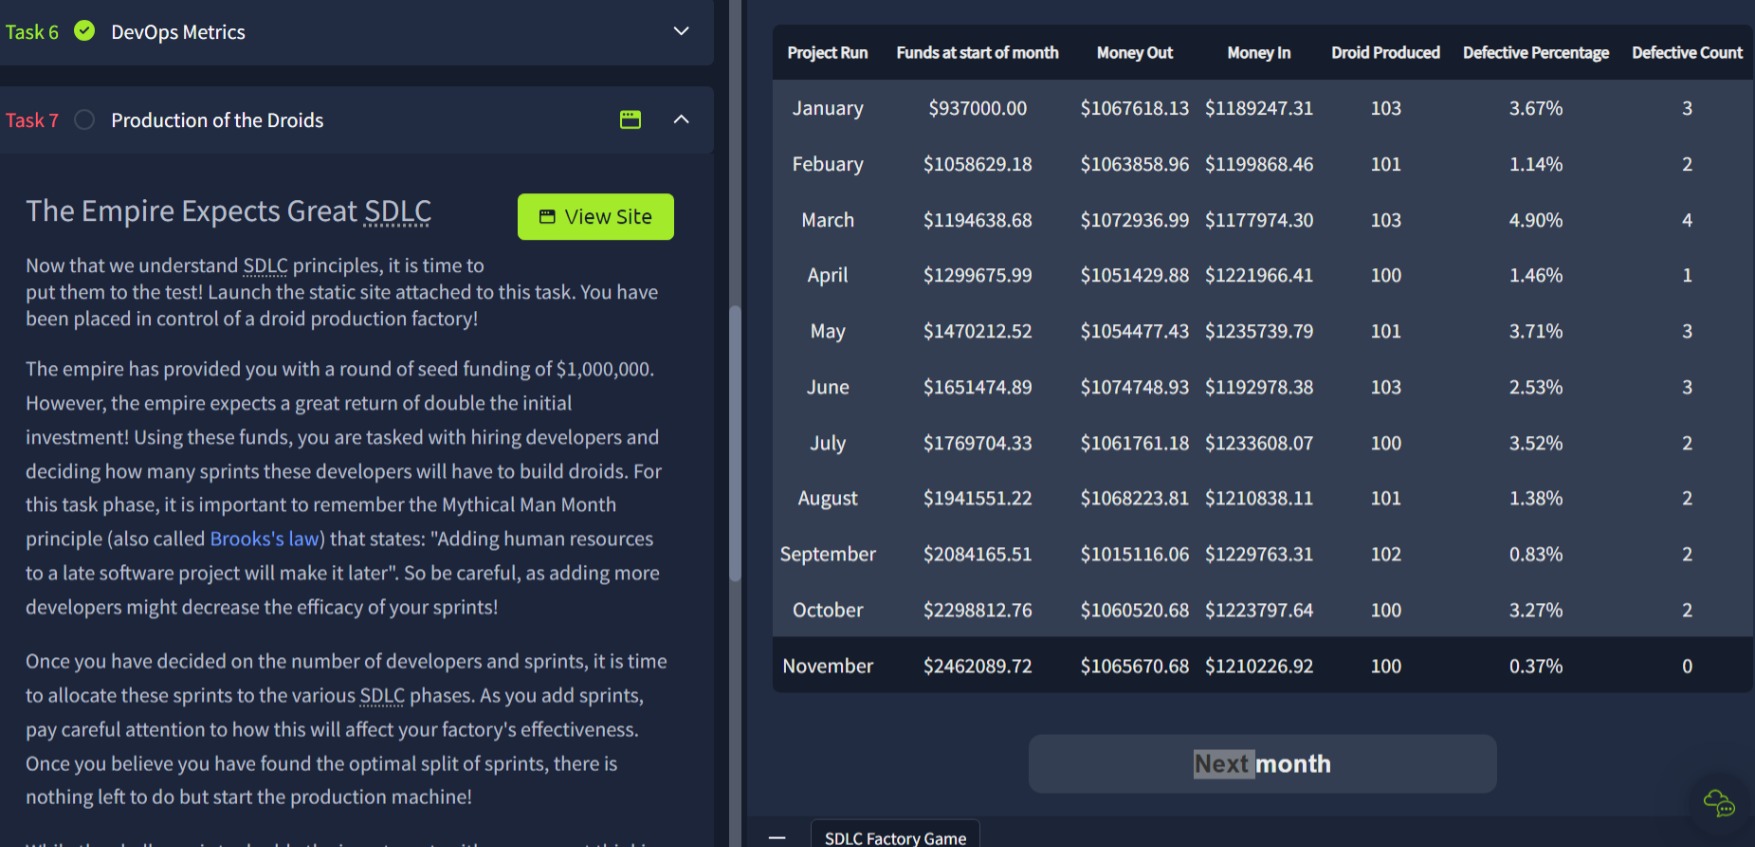 Task 6 DevOps Metrics
Task 7 Production of the Droids
The Empire Expects Great SDLC
View Site
Now that we understand SDLC principles, it is time to
put them to the test! Launch the static site attached to this task. You have
been placed in control of a droid production factory!
The empire has provided you with a round of seed funding of $1,000,000.
However, the empire expects a great return of double the initial
investment! Using these funds, you are tasked with hiring developers and
deciding how many sprints these developers will have to build droids. For
this task phase, it is important to remember the Mythical Man Month
principle (also called Brooks's law) that states: "Adding human resources
to a late software project will make it later". So be careful, as adding more
developers might decrease the efficacy of your sprints!
Once you have decided on the number of developers and sprints, it is time
to allocate these sprints to the various SDLC phases. As you add sprints,
pay careful attention to how this will affect your factory's effectiveness.
Once you believe you have found the optimal split of sprints, there is
nothing left to do but start the production machine!
Project Run Funds at start of month Money Out Money In Droid Produced Defective Percentage Defective Count
January $937000.00 $1067618.13 $1189247.31 103 3.67% 3
Febuary $1058629.18 $1063858.96 $1199868.46 101 1.14% 2
March $1194638.68 $1072936.99 $1177974.30 103 4.90% 4
April $1299675.99 $1051429.88 $1221966.41 100 1.46% 1
May $1470212.52 $1054477.43 $1235739.79 101 3.71% 3
June $1651474.89 $1074748.93 $1192978.38 103 2.53% 3
July $1769704.33 $1061761.18 $1233608.07 100 3.52% 2
August $1941551.22 $1068223.81 $1210838.11 101 1.38% 2
September $2084165.51 $1015116.06 $1229763.31 102 0.83% 2
October $2298812.76 $1060520.68 $1223797.64 100 3.27% 2
November $2462089.72 $1065670.68 $1210226.92 100 0.37% 0
Next month
SDLC Factory Game